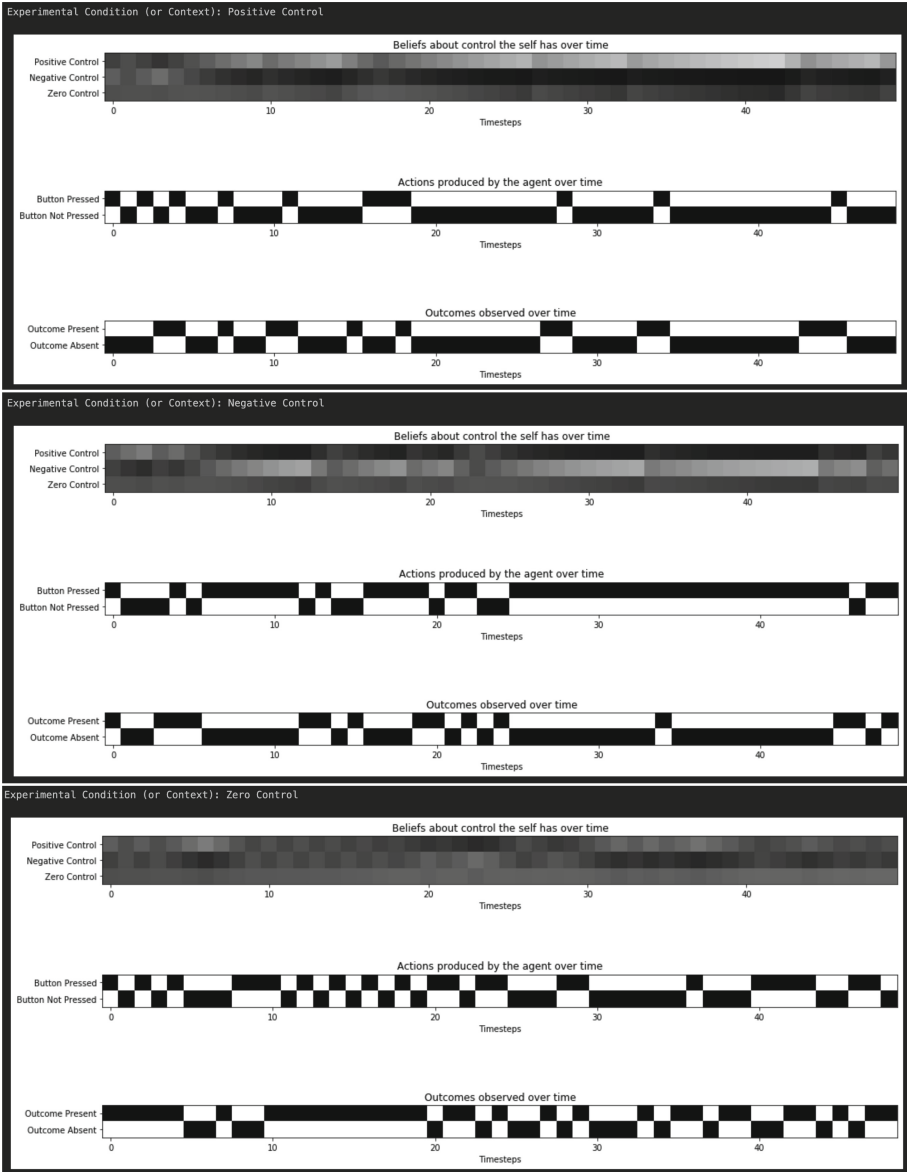 Experimental Condition (or Context): Positive Control
Beliefs about control the self has over time
Positive Control
Negative Control
Zero Control
0 10 20 30 40
Timesteps
Actions produced by the agent over time
Button Pressed
Button Not Pressed
0 10 20 30 40
Timesteps
Outcomes observed over time
Outcome Present
Outcome Absent
0 10 20 30 40
Timesteps
Experimental Condition (or Context): Negative Control
Beliefs about control the self has over time
Positive Control
Negative Control
Zero Control
0 10 20 30 40
Timesteps
Actions produced by the agent over time
Button Pressed
Button Not Pressed
0 10 20 30 40
Timesteps
Outcomes observed over time
Outcome Present
Outcome Absent
0 10 20 30 40
Timesteps
Experimental Condition (or Context): Zero Control
Beliefs about control the self has over time
Positive Control
Negative Control
Zero Control
0 10 20 30 40
Timesteps
Actions produced by the agent over time
Button Pressed
Button Not Pressed
0 10 20 30 40
Timesteps
Outcomes observed over time
Outcome Present
Outcome Absent
0 10 20 30 40
Timesteps